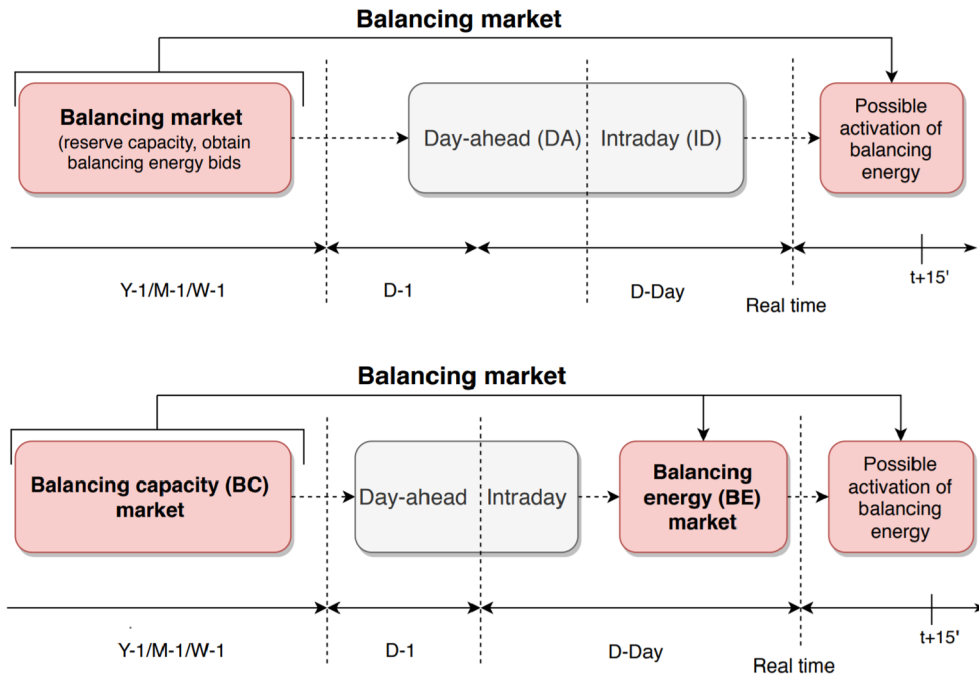 Balancing market
Balancing market
(reserve capacity, obtain
balancing energy bids
Day-ahead (DA)
Intraday (ID)
Possible
activation of
balancing
energy
t+15'
Y-1/M-1/W-1
D-1
D-Day
Real time
Balancing market
Balancing capacity (BC)
market
Day-ahead
Intraday
Balancing
energy (BE)
market
Possible
activation of
balancing
energy
t+15'
Y-1/M-1/W-1
D-1
D-Day
Real time